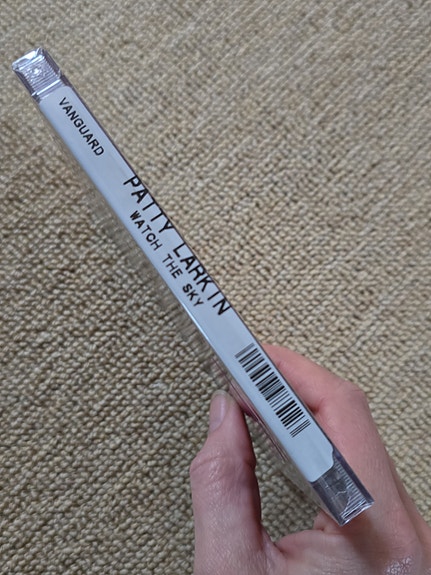 VANGUARD
PATTY LARKIN
WATCH THE SKY